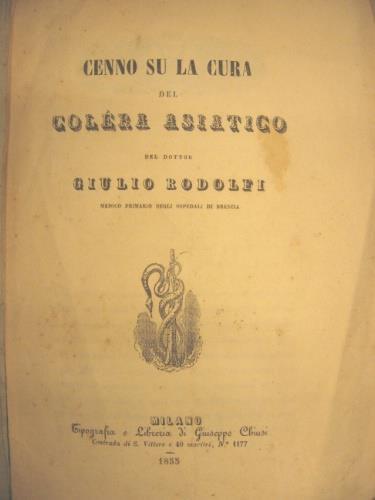 CENNO SU LA CURA
DEL
COLÉRA ASIATICO
DEL DOTTOR
GIULIO RODOLFI
MEDICO PRIMARIO DEGLI OSPEDALI DI BRESCIA
MILANO
Tipografia e Libreria di Giuseppe Chiusi
Contrada di S. Vittore e 40 martiri, N.° 1177
1855